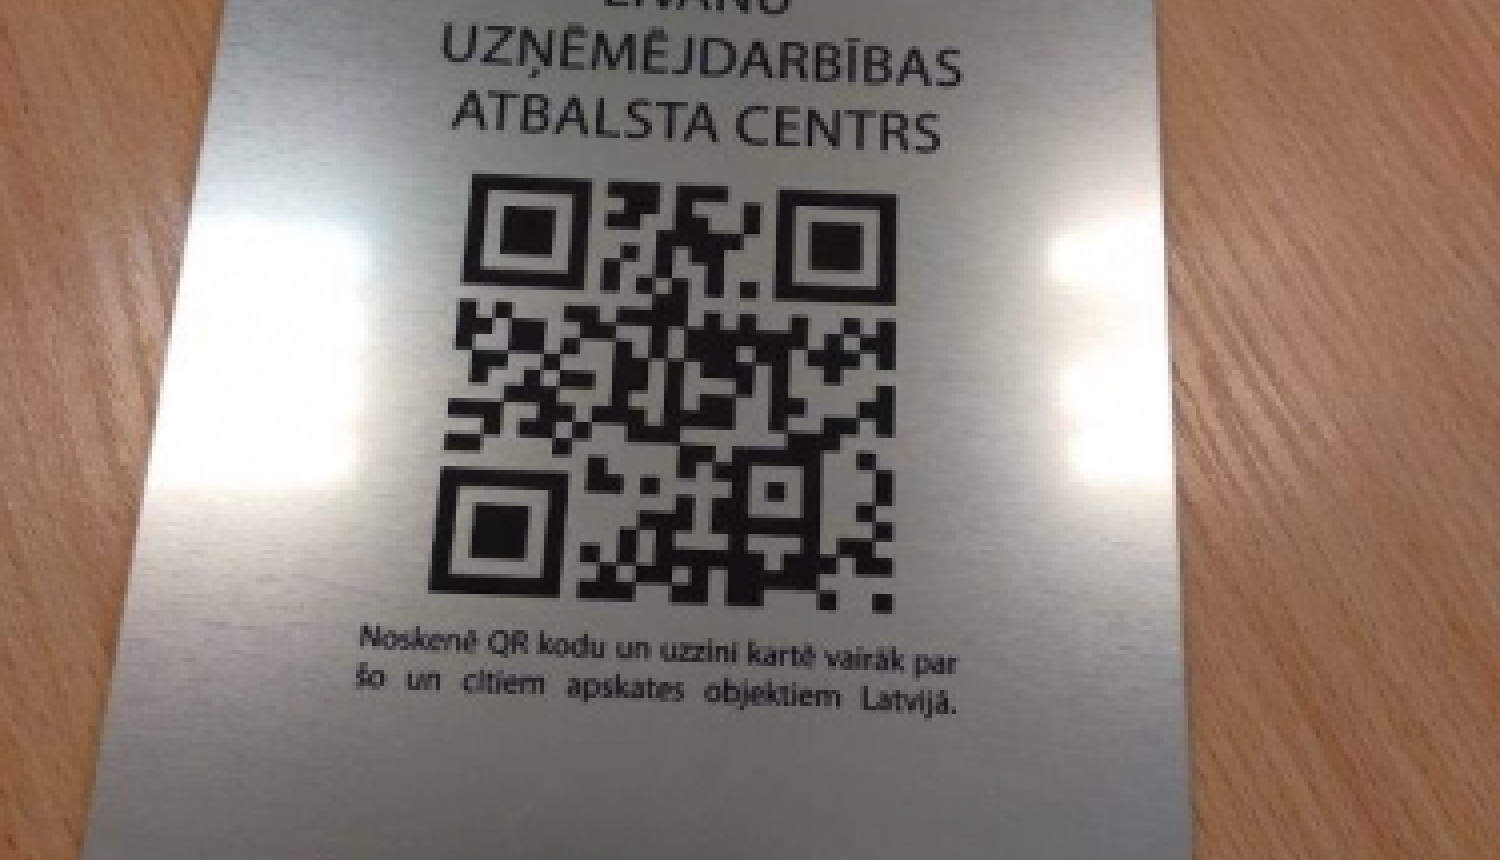 UZŅĒMĒJDARBĪBAS
ATBALSTA CENTRS
Noskenē QR kodu un uzzini kartē vairāk par
šo un citiem apskates objektiem Latvijā.